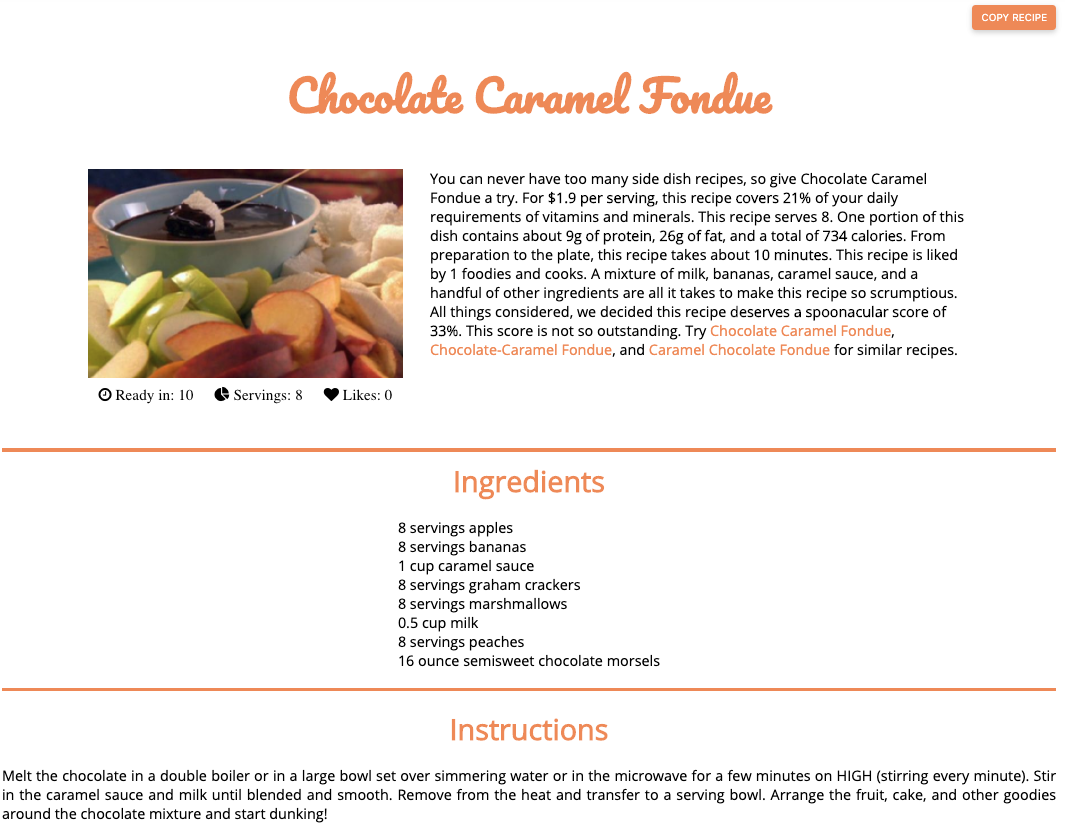 COPY RECIPE
Chocolate Caramel Fondue
You can never have too many side dish recipes, so give Chocolate Caramel
Fondue a try. For $1.9 per serving, this recipe covers 21% of your daily
requirements of vitamins and minerals. This recipe serves 8. One portion of this
dish contains about 9g of protein, 26g of fat, and a total of 734 calories. From
preparation to the plate, this recipe takes about 10 minutes. This recipe is liked
by 1 foodies and cooks. A mixture of milk, bananas, caramel sauce, and a
handful of other ingredients are all it takes to make this recipe so scrumptious.
All things considered, we decided this recipe deserves a spoonacular score of
33%. This score is not so outstanding. Try Chocolate Caramel Fondue,
Chocolate-Caramel Fondue, and Caramel Chocolate Fondue for similar recipes.
Ready in: 10 Servings: 8 Likes: 0
Ingredients
8 servings apples
8 servings bananas
1 cup caramel sauce
8 servings graham crackers
8 servings marshmallows
0.5 cup milk
8 servings peaches
16 ounce semisweet chocolate morsels
Instructions
Melt the chocolate in a double boiler or in a large bowl set over simmering water or in the microwave for a few minutes on HIGH (stirring every minute). Stir
in the caramel sauce and milk until blended and smooth. Remove from the heat and transfer to a serving bowl. Arrange the fruit, cake, and other goodies
around the chocolate mixture and start dunking!